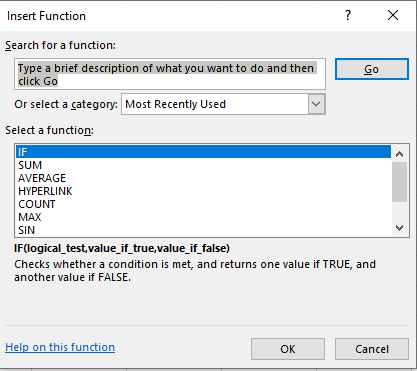 Insert Function
Search for a function:
Type a brief description of what you want to do and then
click Go
Go
Or select a category:
Most Recently Used
Select a function:
IF
SUM
AVERAGE
HYPERLINK
COUNT
MAX
SIN
IF(logical_test,value_if_true,value_if_false)
Checks whether a condition is met, and returns one value if TRUE, and
another value if FALSE.
Help on this function
OK
Cancel